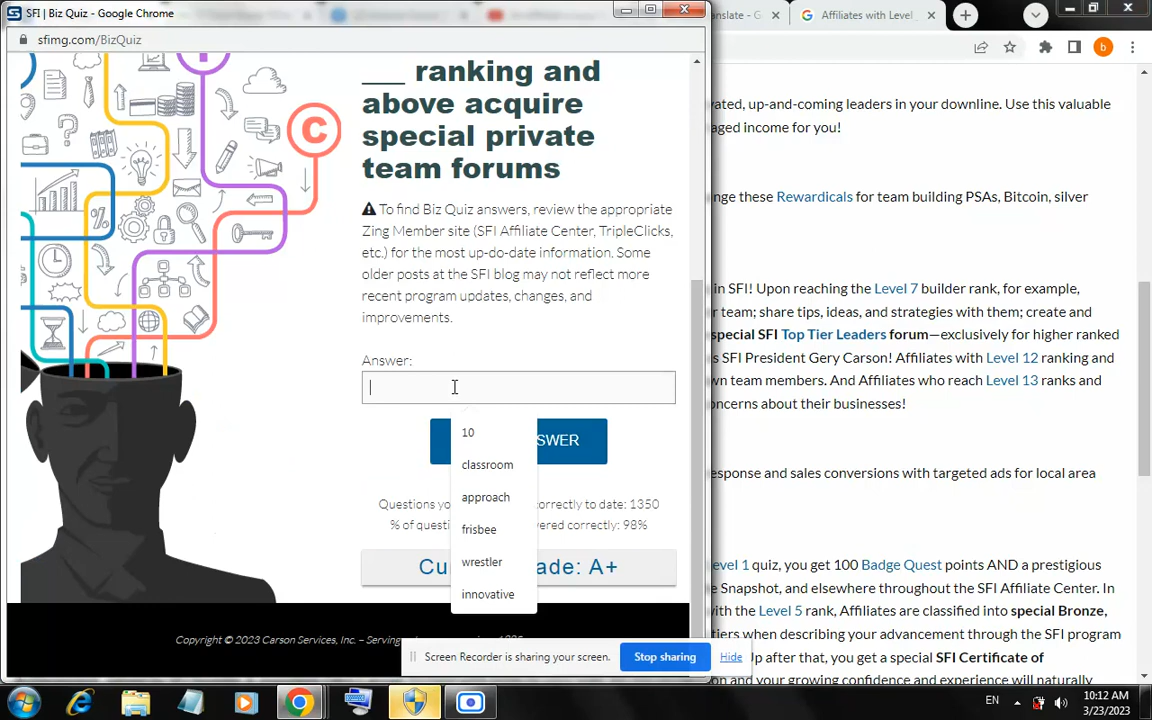 SFI | Biz Quiz - Google Chrome
sfimg.com/BizQuiz
C
%
?
___ ranking and
above acquire
special private
team forums
To find Biz Quiz answers, review the appropriate
Zing Member site (SFI Affiliate Center, TripleClicks,
etc.) for the most up-do-date information. Some
older posts at the SFI blog may not reflect more
recent program updates, changes, and
improvements.
Answer:
10
classroom
approach
frisbee
wrestler
innovative
SWER
Questions yo
orrectly to date: 1350
% of questi
wered correctly: 98%
Cu
ade: A+
Copyright © 2023 Carson Services, Inc. – Serving
Screen Recorder is sharing your screen.
Stop sharing
Hide
anslate - G
Affiliates with Level
b
vated, up-and-coming leaders in your downline. Use this valuable
aged income for you!
nge these Rewardicals for team building PSAs, Bitcoin, silver
in SFI! Upon reaching the Level 7 builder rank, for example,
r team; share tips, ideas, and strategies with them; create and
special SFI Top Tier Leaders forum—exclusively for higher ranked
s SFI President Gery Carson! Affiliates with Level 12 ranking and
wn team members. And Affiliates who reach Level 13 ranks and
oncerns about their businesses!
esponse and sales conversions with targeted ads for local area
evel 1 quiz, you get 100 Badge Quest points AND a prestigious
e Snapshot, and elsewhere throughout the SFI Affiliate Center. In
with the Level 5 rank, Affiliates are classified into special Bronze,
tiers when describing your advancement through the SFI program
Up after that, you get a special SFI Certificate of
on and your growing confidence and experience will naturally
EN
10:12 AM
3/23/2023